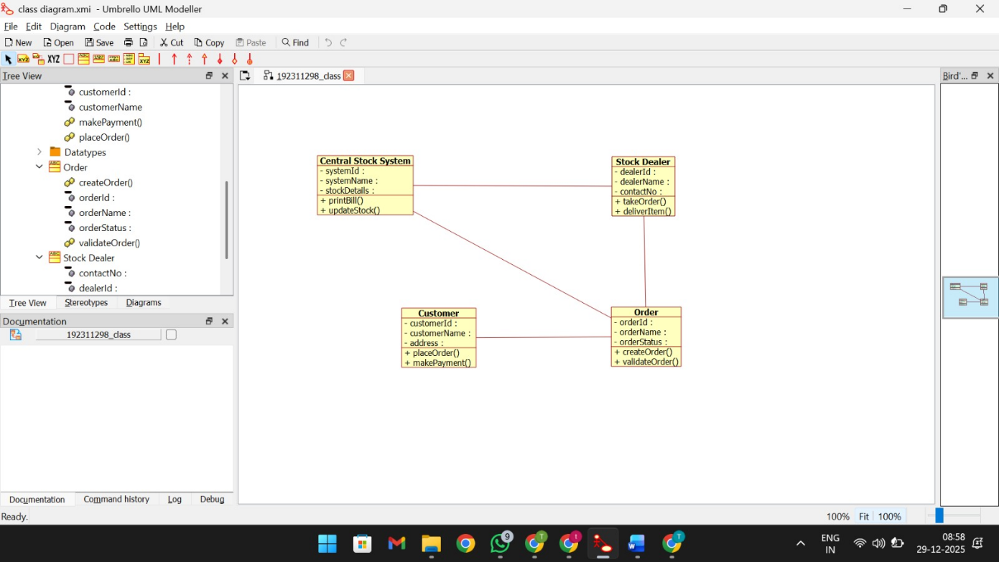 class diagram.xmi - Umbrello UML Modeller
File Edit Diagram Code Settings Help
New Open Save Cut Copy Paste Find
XYZ
Tree View
192311298_class
Bird'...
customerId :
customerName
makePayment()
placeOrder()
Datatypes
Order
createOrder()
orderId :
orderName :
orderStatus :
validateOrder()
Stock Dealer
contactNo :
dealerId :
Tree View Stereotypes Diagrams
Documentation
192311298_class
Documentation Command history Log Debug
Central Stock System
- systemId :
- systemName :
- stockDetails :
+ printBill()
+ updateStock()
Stock Dealer
- dealerId :
- dealerName :
- contactNo :
+ takeOrder()
+ deliverItem()
Customer
- customerId :
- customerName :
- address :
+ placeOrder()
+ makePayment()
Order
- orderId :
- orderName :
- orderStatus :
+ createOrder()
+ validateOrder()
Ready.
100% Fit 100%
9 T t T
ENG
IN
08:58
29-12-2025